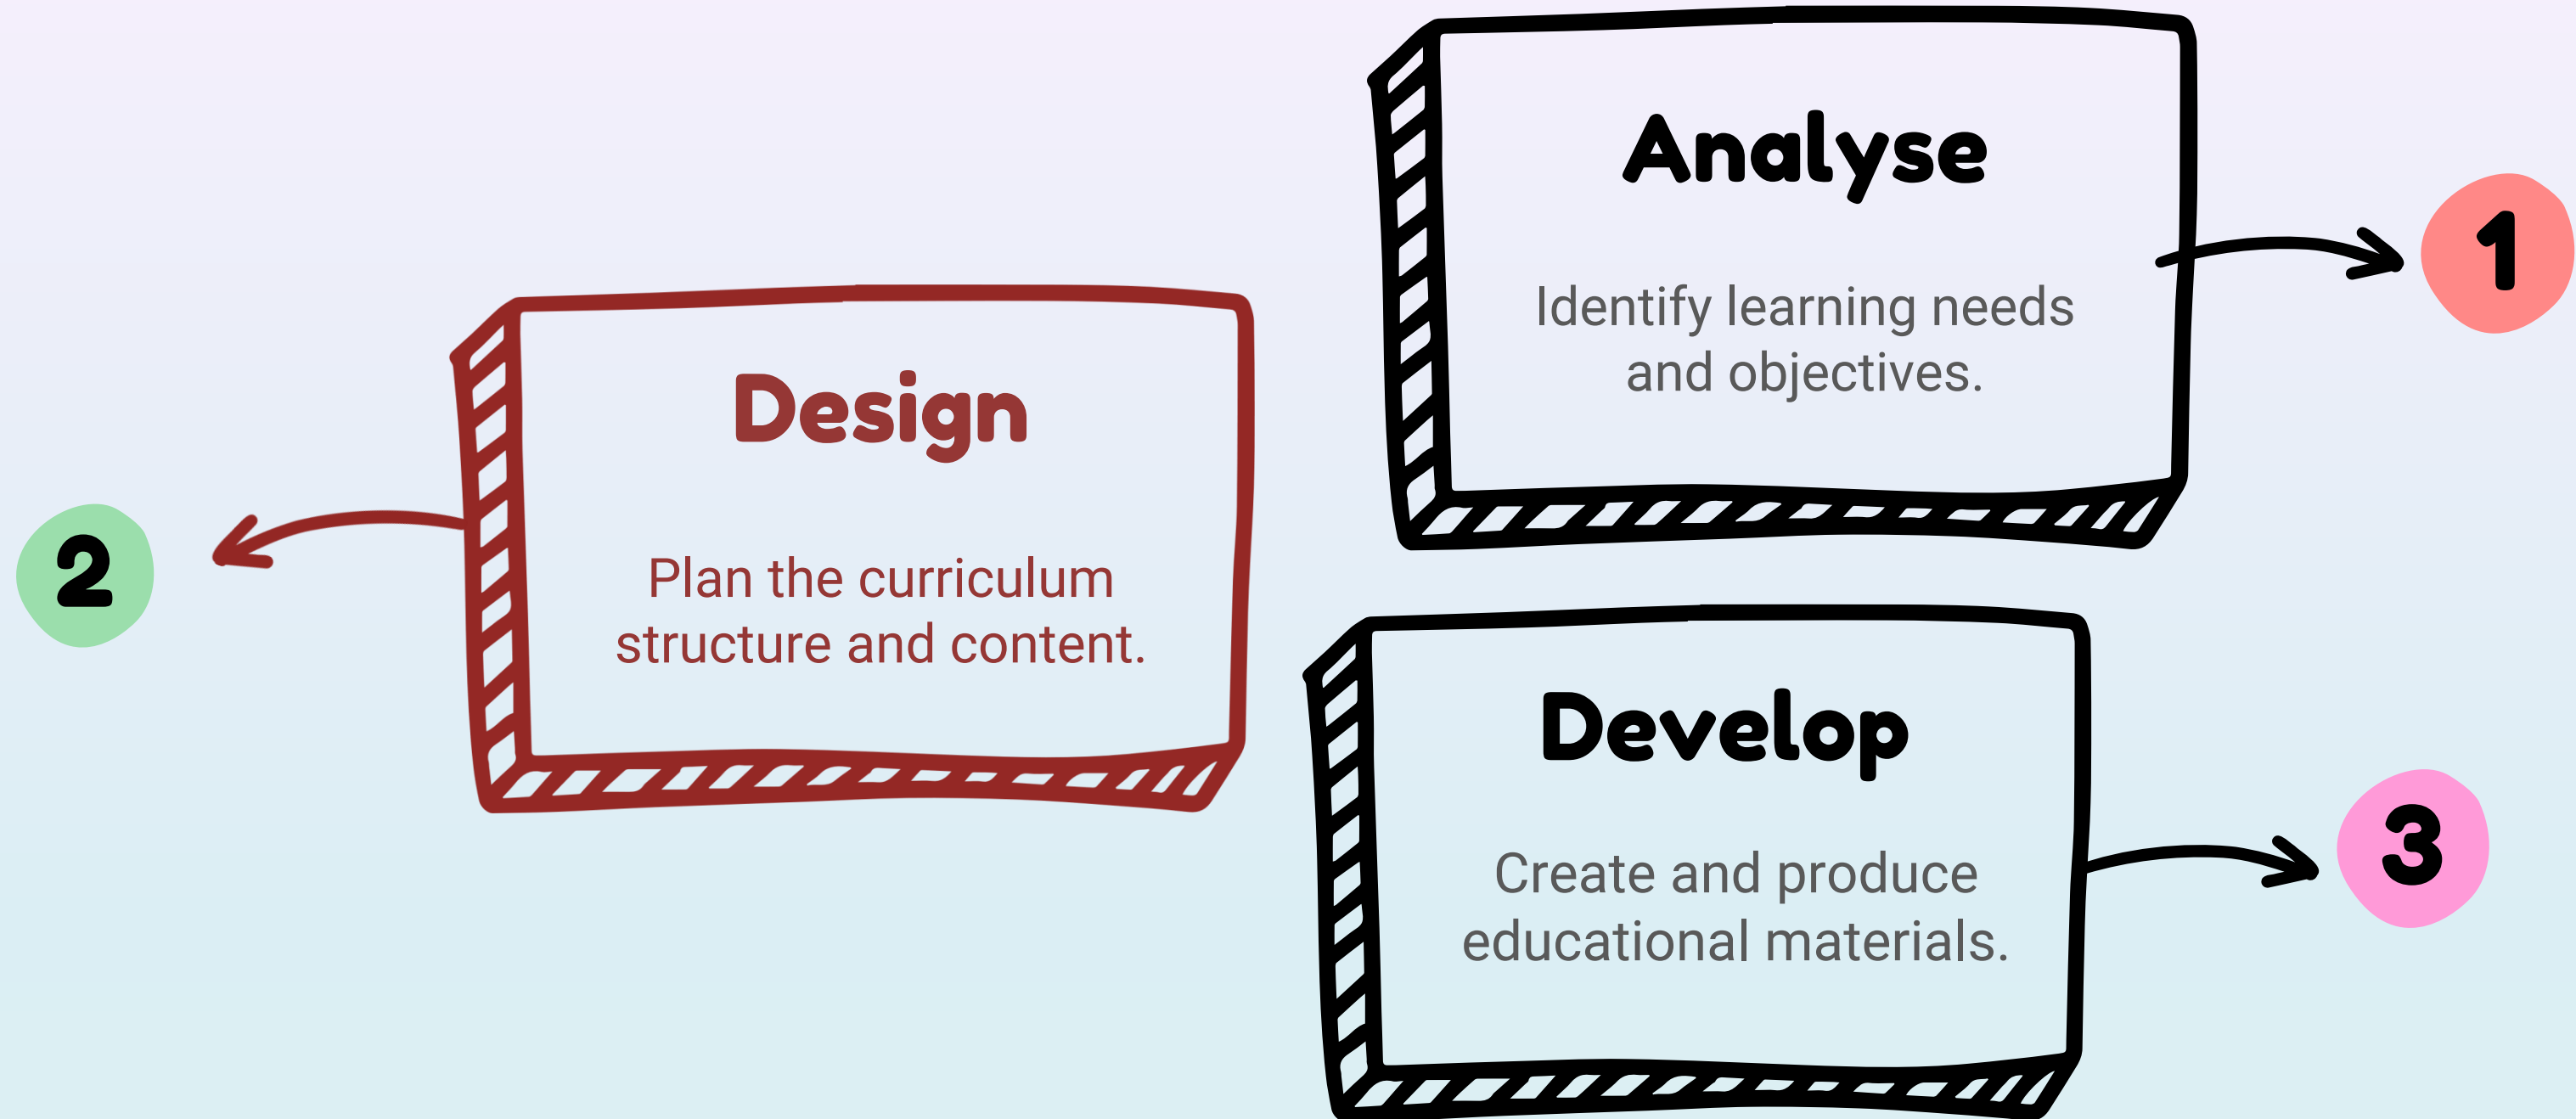 Analyse
Identify learning needs
and objectives.
1
Design
Plan the curriculum
structure and content.
2
Develop
Create and produce
educational materials.
3